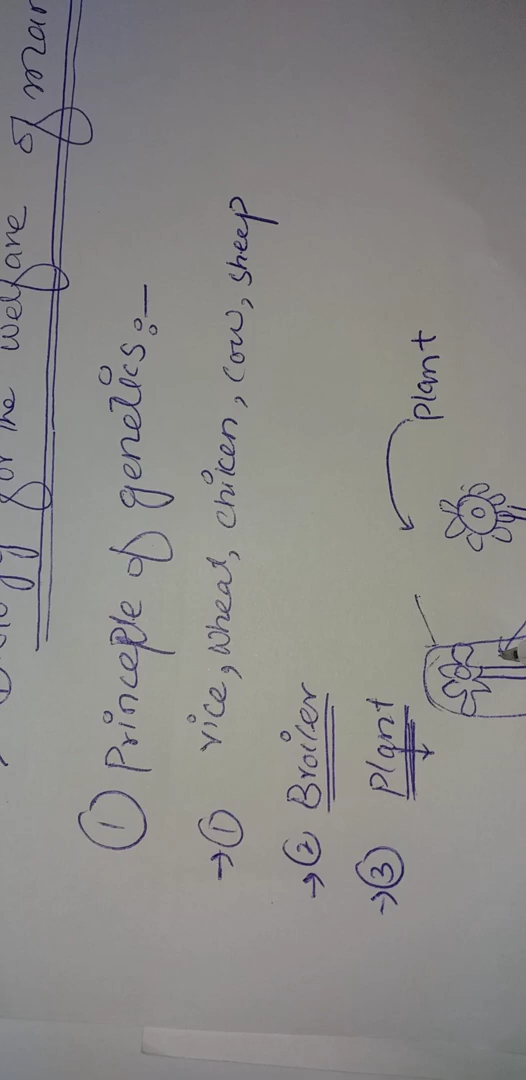 for the welfare of man
① Princeple of genetics:-
→① rice, wheat, chicen, cow, sheep
→② Broiler
→③ Plant
plant